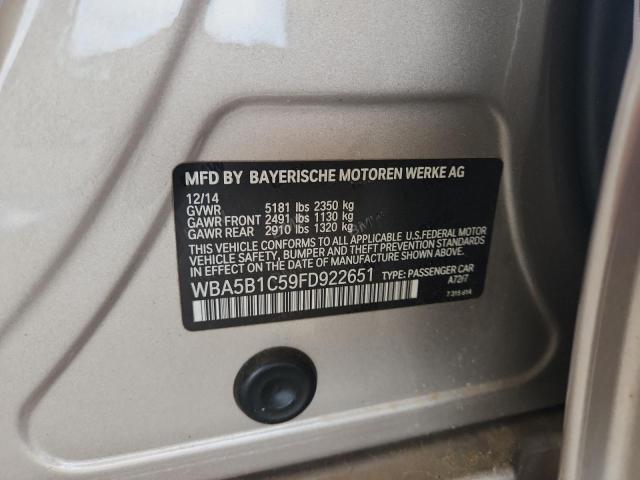 MFD BY BAYERISCHE MOTOREN WERKE AG
12/14
GVWR 5181 lbs 2350 kg
GAWR FRONT 2491 lbs 1130 kg
GAWR REAR 2910 lbs 1320 kg
THIS VEHICLE CONFORMS TO ALL APPLICABLE U.S.FEDERAL MOTOR
VEHICLE SAFETY, BUMPER AND THEFT PREVENTION STANDARDS IN
EFFECT ON THE DATE OF MANUFACTURE SHOWN ABOVE.
WBA5B1C59FD922651 TYPE: PASSENGER CAR
A72/7